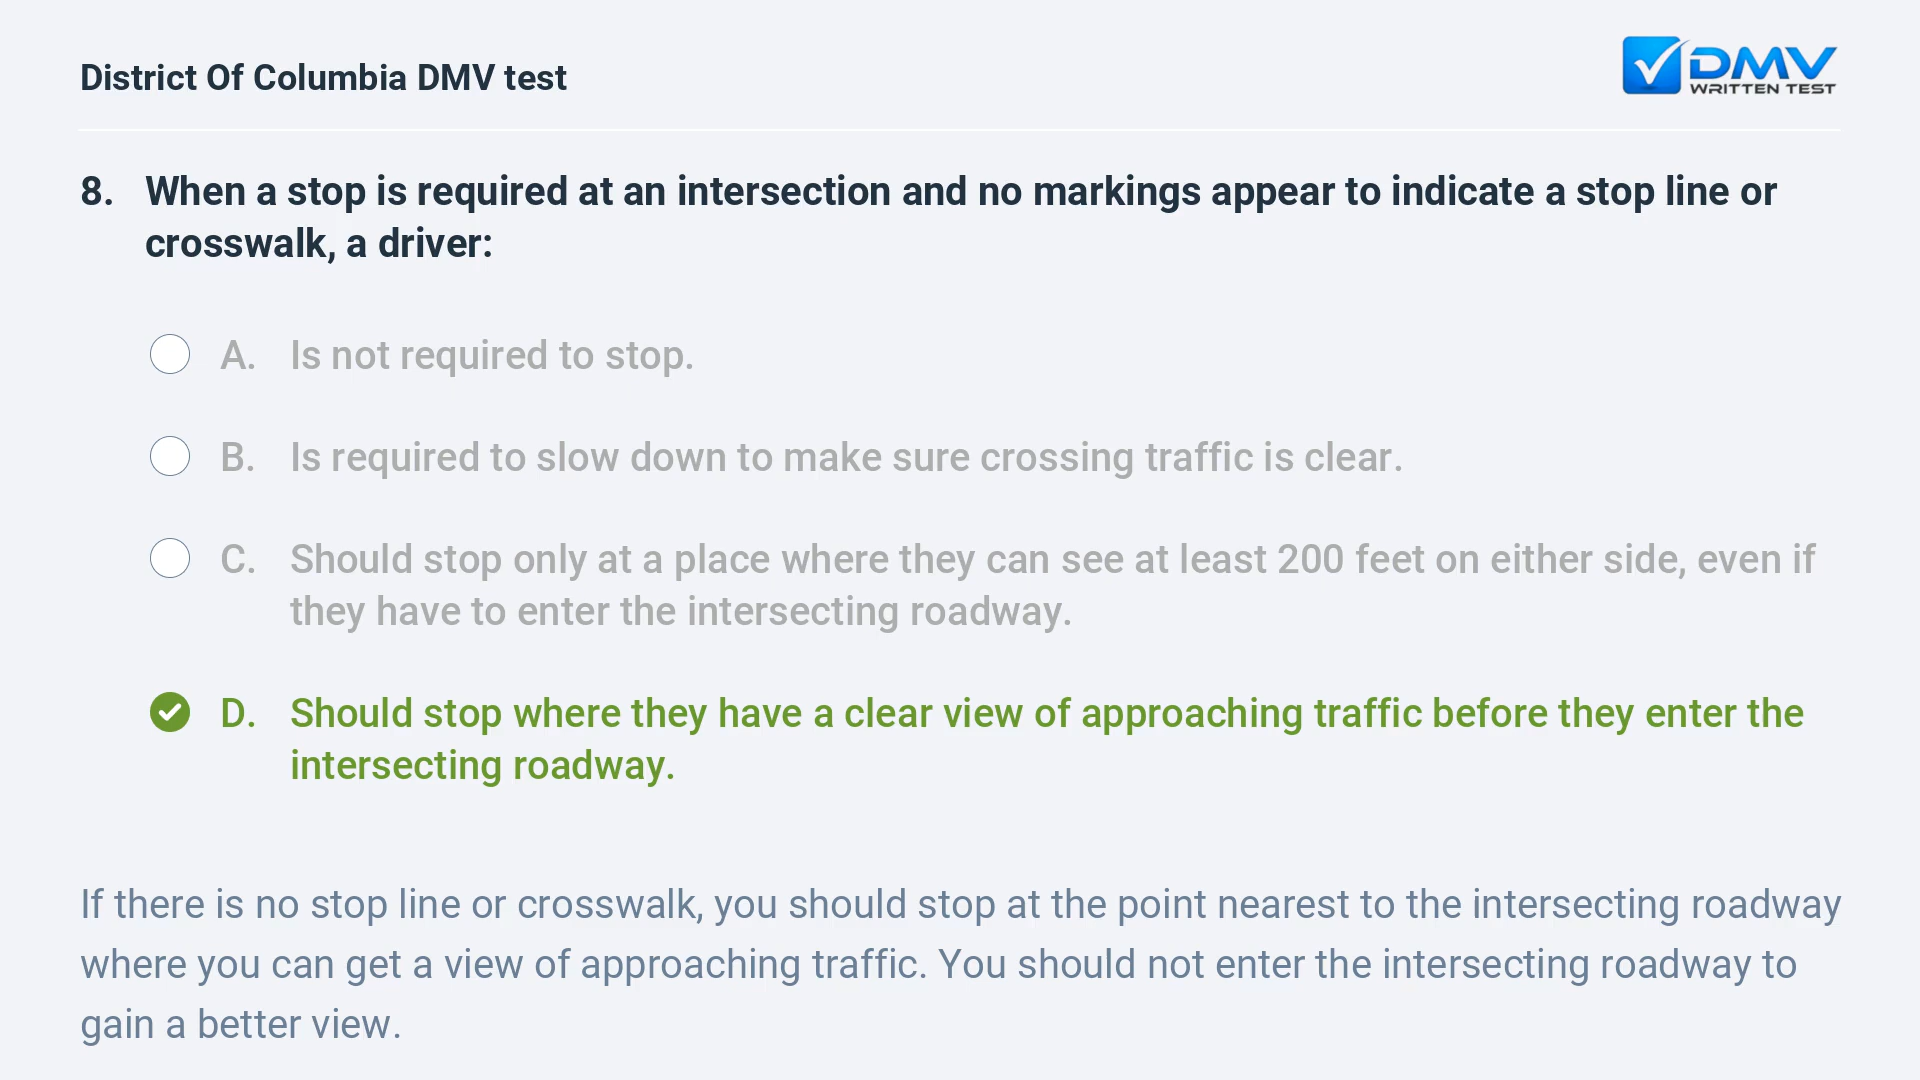 District Of Columbia DMV test
DMV
WRITTEN TEST
8. When a stop is required at an intersection and no markings appear to indicate a stop line or
crosswalk, a driver:
A. Is not required to stop.
B. Is required to slow down to make sure crossing traffic is clear.
C. Should stop only at a place where they can see at least 200 feet on either side, even if
they have to enter the intersecting roadway.
D. Should stop where they have a clear view of approaching traffic before they enter the
intersecting roadway.
If there is no stop line or crosswalk, you should stop at the point nearest to the intersecting roadway
where you can get a view of approaching traffic. You should not enter the intersecting roadway to
gain a better view.